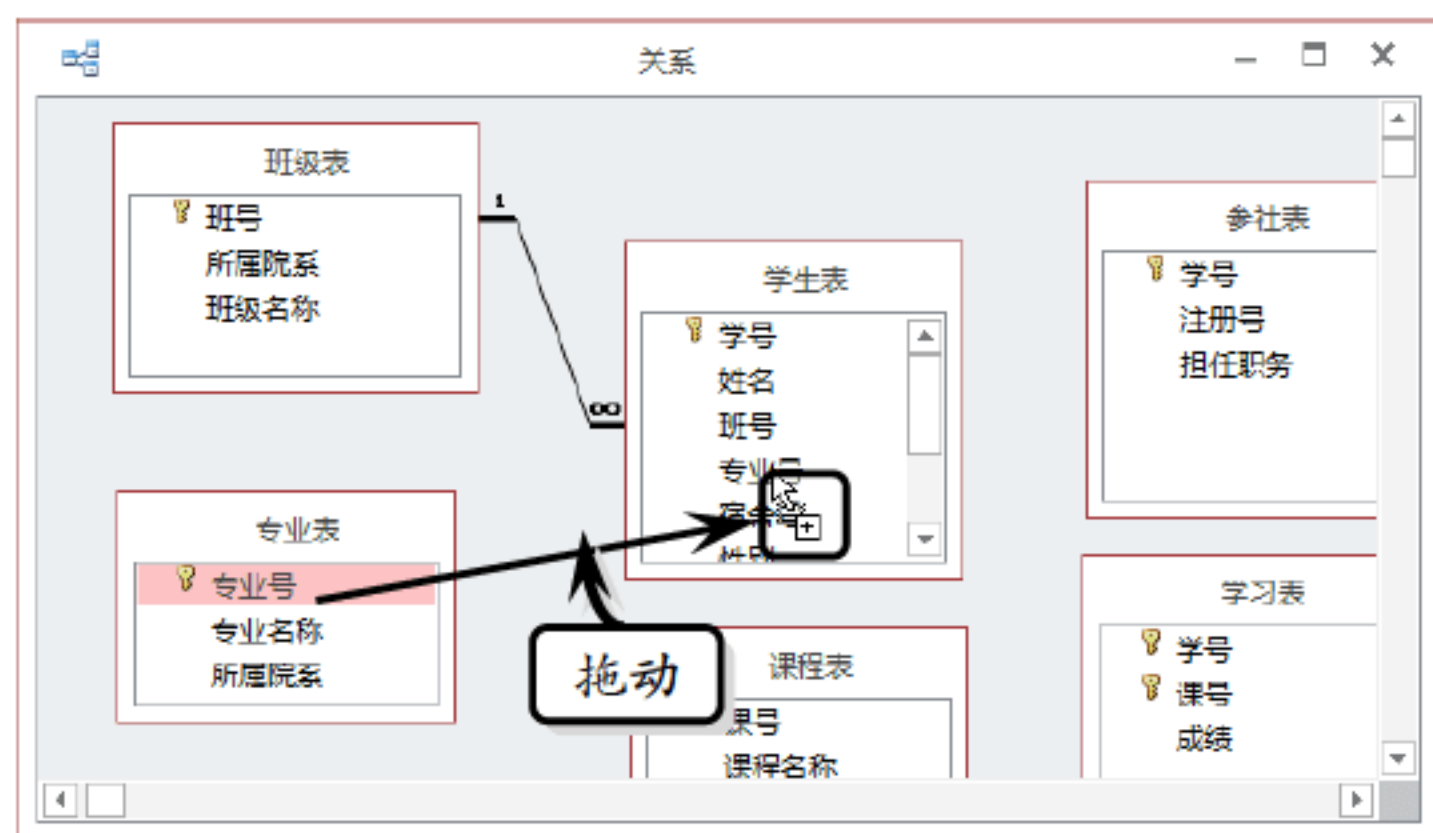 关系
班级表
1
班号
所属院系
班级名称
∞
学生表
学号
姓名
班号
专业号
性别
参社表
学号
注册号
担任职务
专业表
专业号
专业名称
所属院系
拖动
课程表
课号
课程名称
学习表
学号
课号
成绩